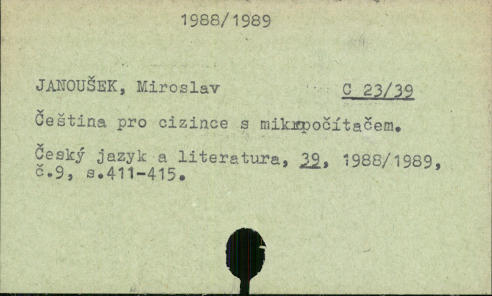 1988/1989
JANOUŠEK, Miroslav C 23/39
Čeština pro cizince s mikropočítačem.
Český jazyk a literatura, 39, 1988/1989,
č.9, s.411-415.